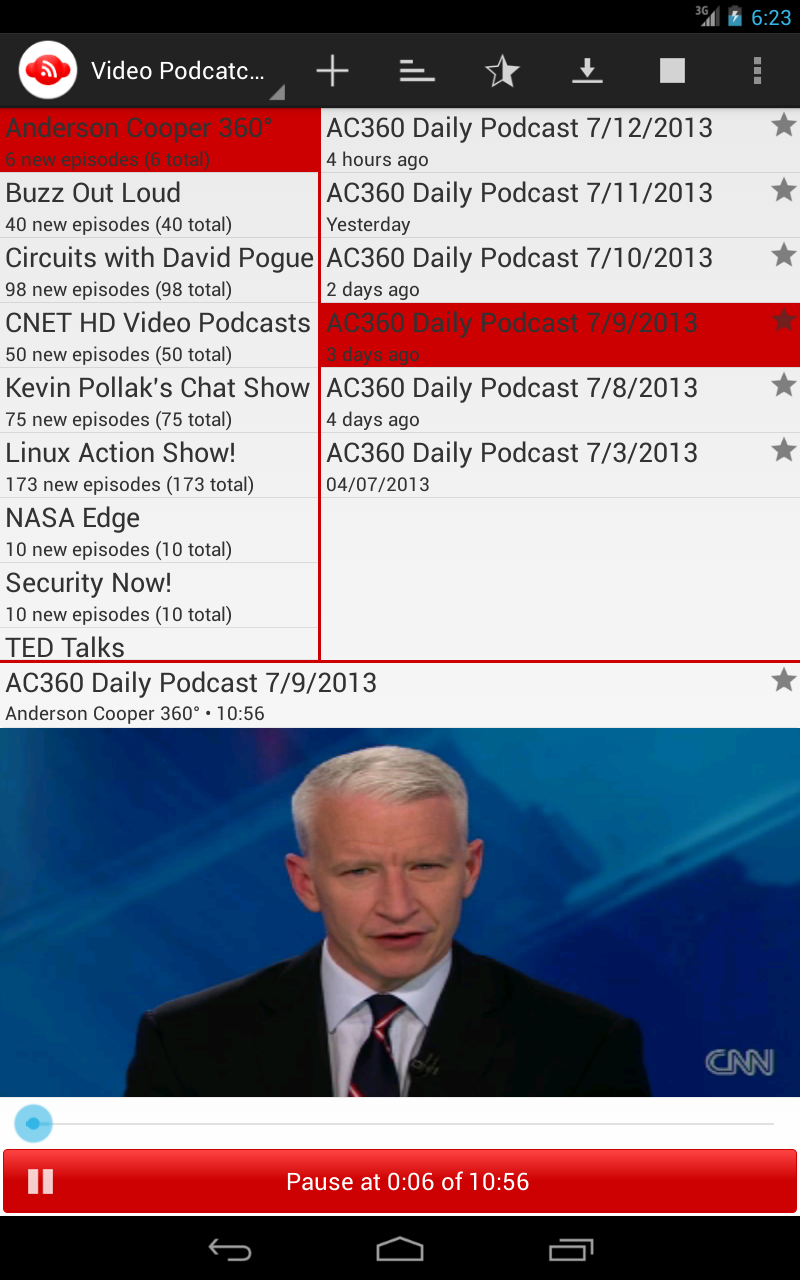 3G 6:23
Video Podcatc...
Anderson Cooper 360°
6 new episodes (6 total)
Buzz Out Loud
40 new episodes (40 total)
Circuits with David Pogue
98 new episodes (98 total)
CNET HD Video Podcasts
50 new episodes (50 total)
Kevin Pollak's Chat Show
75 new episodes (75 total)
Linux Action Show!
173 new episodes (173 total)
NASA Edge
10 new episodes (10 total)
Security Now!
10 new episodes (10 total)
TED Talks
AC360 Daily Podcast 7/12/2013
4 hours ago
AC360 Daily Podcast 7/11/2013
Yesterday
AC360 Daily Podcast 7/10/2013
2 days ago
AC360 Daily Podcast 7/9/2013
3 days ago
AC360 Daily Podcast 7/8/2013
4 days ago
AC360 Daily Podcast 7/3/2013
04/07/2013
AC360 Daily Podcast 7/9/2013
Anderson Cooper 360° • 10:56
CNN
Pause at 0:06 of 10:56